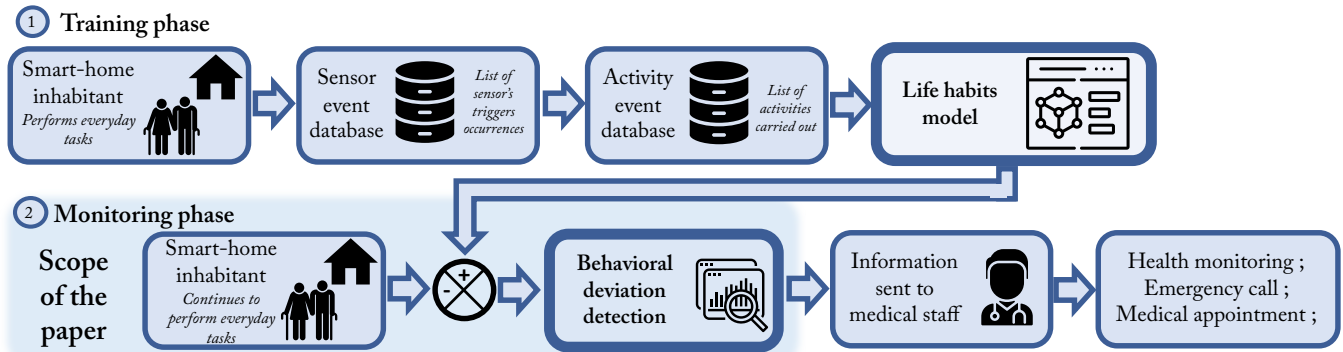 1 Training phase
Smart-home
inhabitant
Performs everyday
tasks
Sensor
event
database
List of
sensor's
triggers
occurrences
Activity
event
database
List of
activities
carried out
Life habits
model
2 Monitoring phase
Scope
of the
paper
Smart-home
inhabitant
Continues to
perform everyday
tasks
+
-
Behavioral
deviation
detection
Information
sent to
medical staff
Health monitoring ;
Emergency call ;
Medical appointment ;